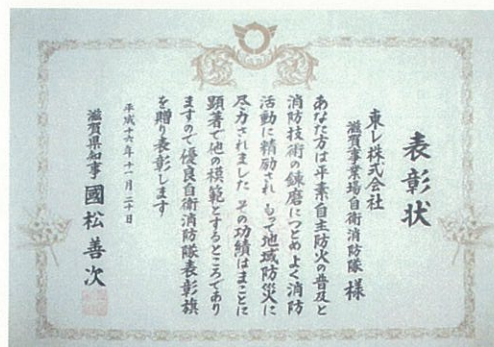 表彰状
東レ株式会社
滋賀事業場自衛消防隊 様
あなた方は平素自主防火の普及と
消防技術の錬磨につとめよく消防
活動に精励され もって地域防災に
尽力されました その功績はまことに
顕著で他の模範とするところであり
ますので優良自衛消防隊表彰旗
を贈り表彰します
平成十六年十一月二十日
滋賀県知事 國松善次